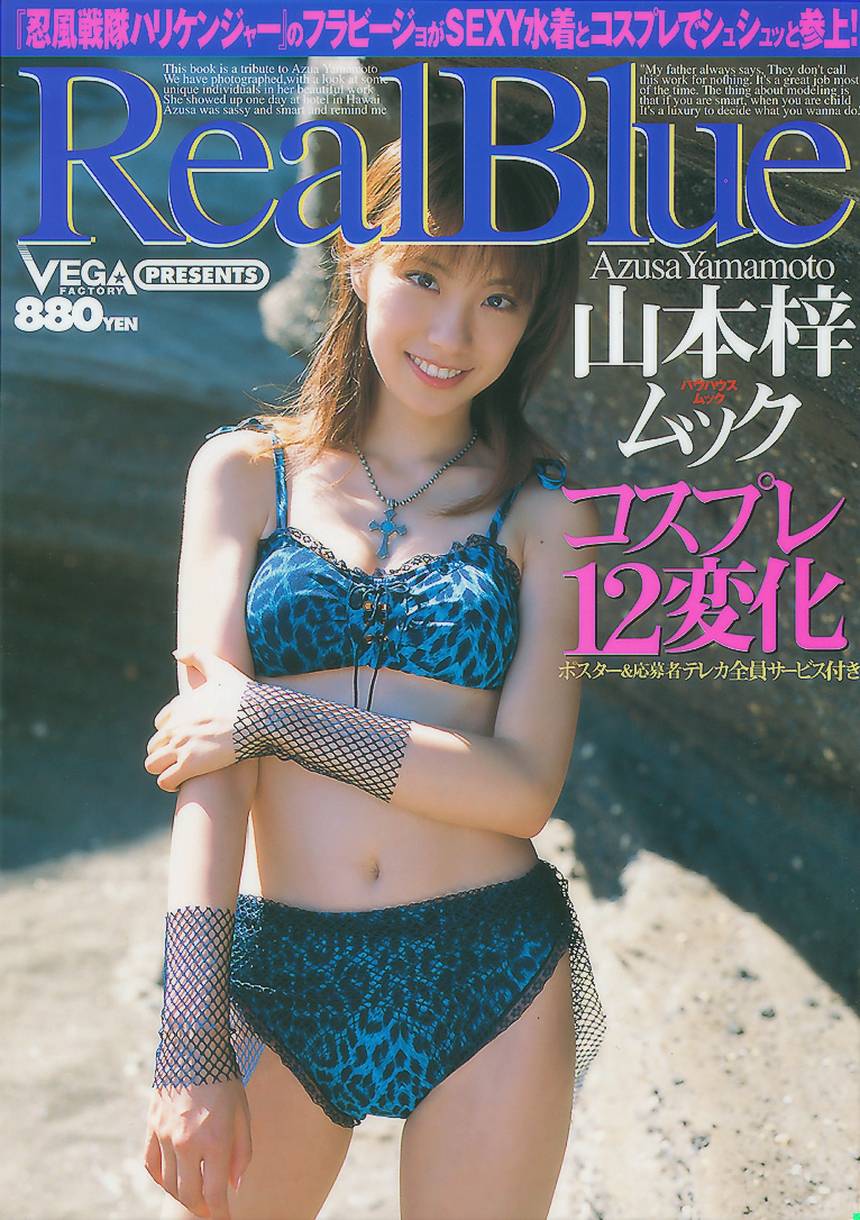 『忍風戦隊ハリケンジャー』のフラビージョがSEXY水着とコスプレでシュシュッと参上!
This book is a tribute to Azua Yamamoto
We have photographed,with a look at some
unique individuals in her beautiful work
She showed up one day at hotel in Hawai
Azusa was sassy and smart and remind me
"My father always says, They don't call
this work for nothing. It's a great job most
of the time. The thing about modeling is
that if you are smart, when you are child
It's a luxury to decide what you wanna do.
RealBlue
VEGA
FACTORY
PRESENTS
880YEN
Azusa Yamamoto
山本梓
バウハウス
ムック
ムック
コスプレ
12変化
ポスター&応募者テレカ全員サービス付き